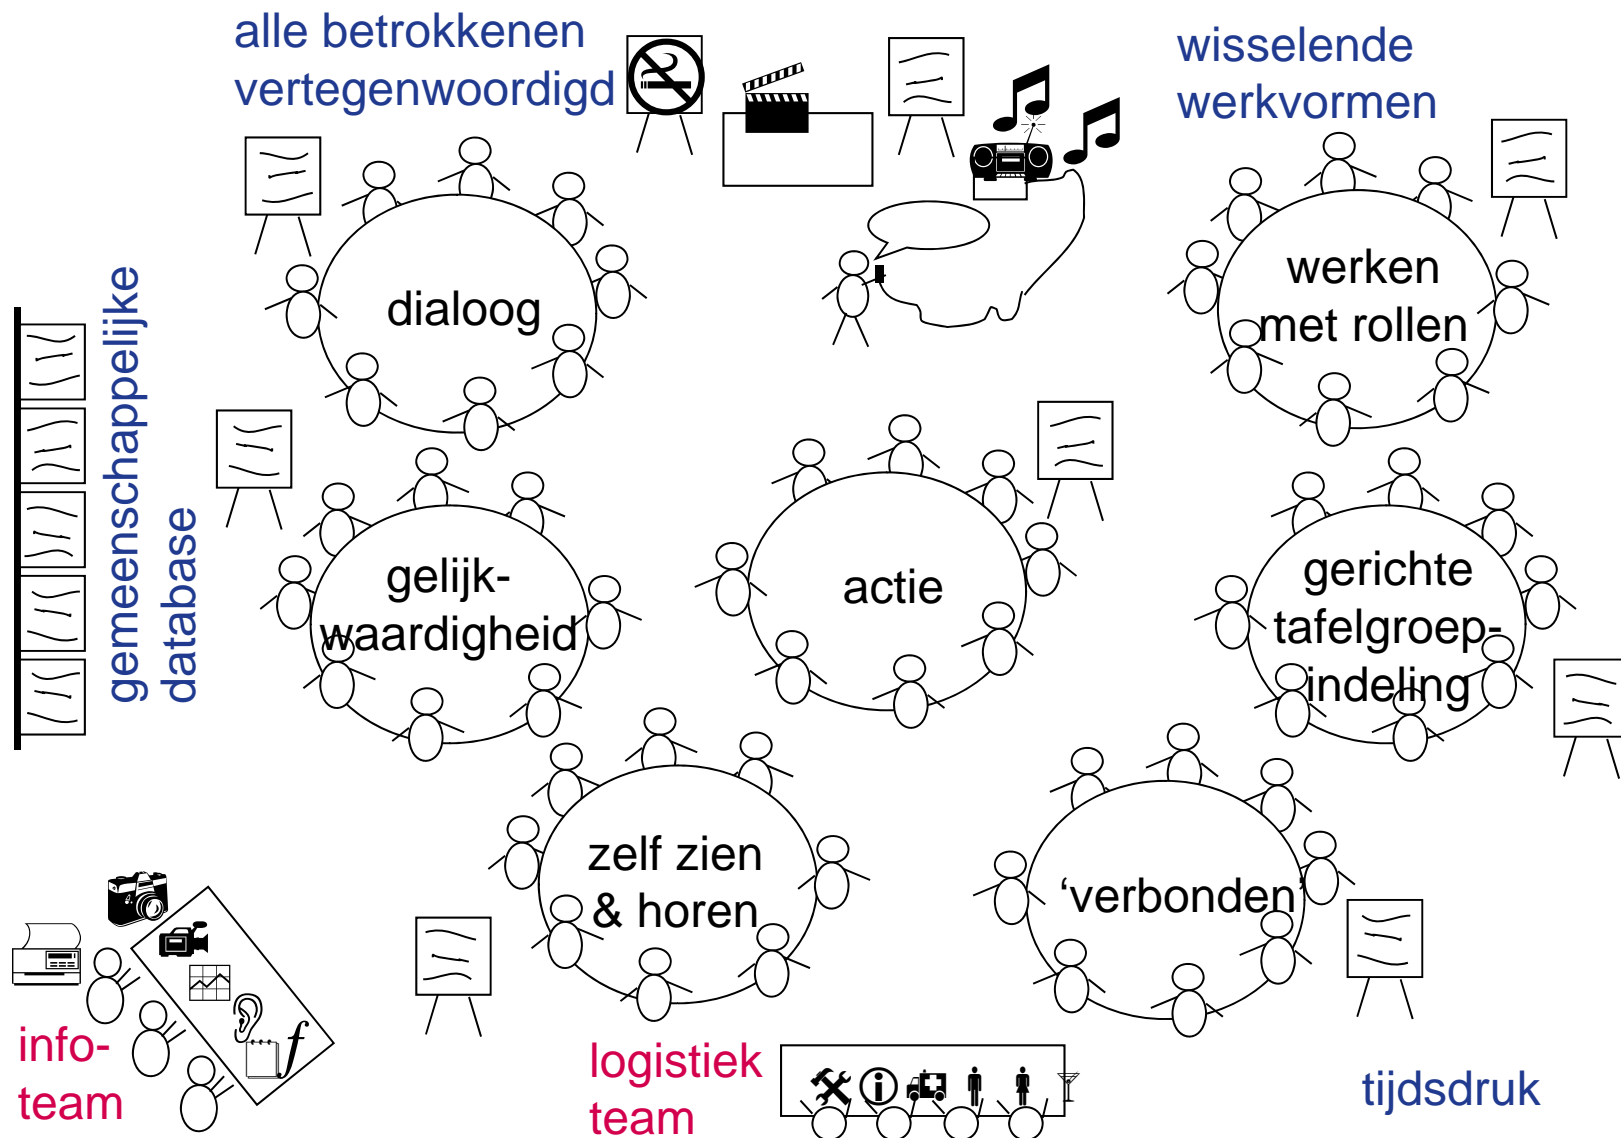 alle betrokkenen
vertegenwoordigd
wisselende
werkvormen
dialoog
werken
met rollen
gemeenschappelijke
database
gelijk-
waardigheid
actie
gerichte
tafelgroep-
indeling
zelf zien
& horen
‘verbonden’
info-
team
f
logistiek
team
i
tijdsdruk